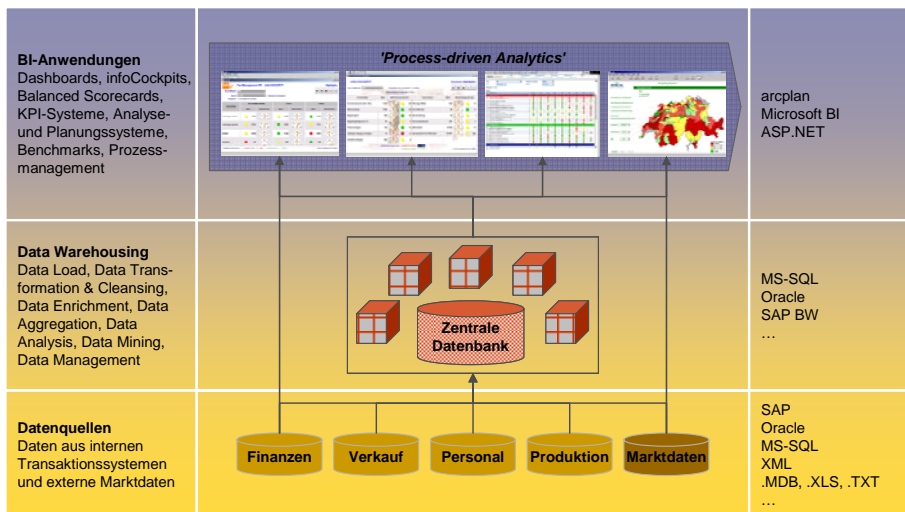 BI-Anwendungen
Dashboards, infoCockpits,
Balanced Scorecards,
KPI-Systeme, Analyse-
und Planungssysteme,
Benchmarks, Prozess-
management
'Process-driven Analytics'
arcplan
Microsoft BI
ASP.NET
Data Warehousing
Data Load, Data Trans-
formation & Cleansing,
Data Enrichment, Data
Aggregation, Data
Analysis, Data Mining,
Data Management
Zentrale
Datenbank
MS-SQL
Oracle
SAP BW
…
Datenquellen
Daten aus internen
Transaktionssystemen
und externe Marktdaten
Finanzen
Verkauf
Personal
Produktion
Marktdaten
SAP
Oracle
MS-SQL
XML
.MDB, .XLS, .TXT
…